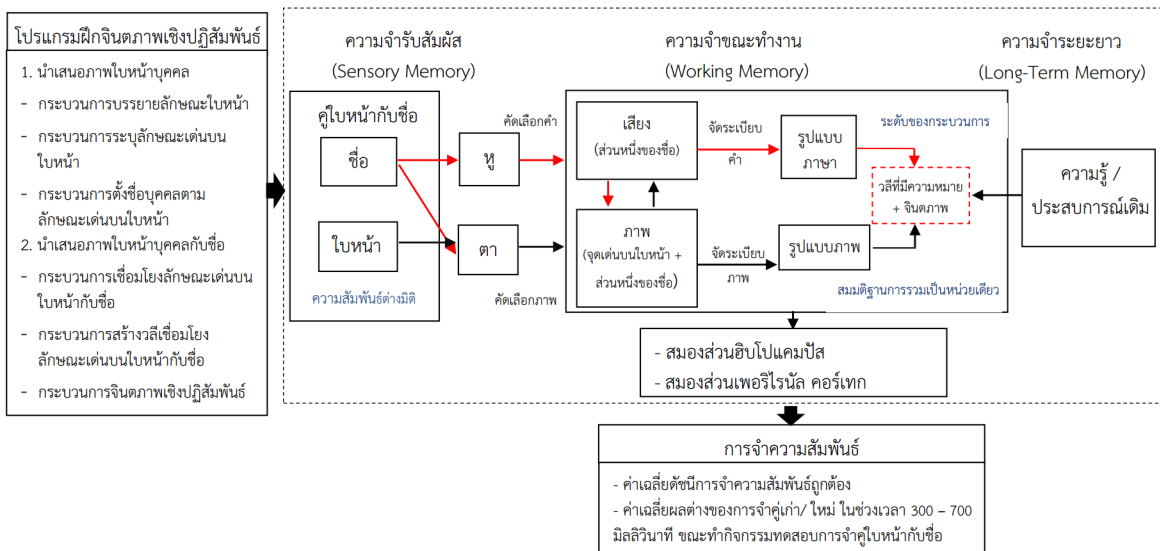 โปรแกรมฝึกจินตภาพเชิงปฏิสัมพันธ์
1. นำเสนอภาพใบหน้าบุคคล
- กระบวนการบรรยายลักษณะใบหน้า
- กระบวนการระบุลักษณะเด่นบน
ใบหน้า
- กระบวนการตั้งชื่อบุคคลตาม
ลักษณะเด่นบนใบหน้า
2. นำเสนอภาพใบหน้าบุคคลกับชื่อ
- กระบวนการเชื่อมโยงลักษณะเด่นบน
ใบหน้ากับชื่อ
- กระบวนการสร้างวลีเชื่อมโยง
ลักษณะเด่นบนใบหน้ากับชื่อ
- กระบวนการจินตภาพเชิงปฏิสัมพันธ์
ความจำรับสัมผัส
(Sensory Memory)
คู่ใบหน้ากับชื่อ
ชื่อ
ใบหน้า
ความสัมพันธ์ต่างมิติ
คัดเลือกคำ
หู
ตา
คัดเลือกภาพ
ความจำขณะทำงาน
(Working Memory)
เสียง
(ส่วนหนึ่งของชื่อ)
ภาพ
(จุดเด่นบนใบหน้า +
ส่วนหนึ่งของชื่อ)
จัดระเบียบ
คำ
จัดระเบียบ
ภาพ
รูปแบบ
ภาษา
รูปแบบภาพ
ระดับของกระบวนการ
วลีที่มีความหมาย
+ จินตภาพ
สมมติฐานการรวมเป็นหน่วยเดียว
ความจำระยะยาว
(Long-Term Memory)
ความรู้ /
ประสบการณ์เดิม
- สมองส่วนฮิบโปแคมปัส
- สมองส่วนเพอริไรนัล คอร์เทก
การจำความสัมพันธ์
- ค่าเฉลี่ยดัชนีการจำความสัมพันธ์ถูกต้อง
- ค่าเฉลี่ยผลต่างของการจำคู่เก่า/ ใหม่ ในช่วงเวลา 300 – 700
มิลลิวินาที ขณะทำกิจกรรมทดสอบการจำคู่ใบหน้ากับชื่อ